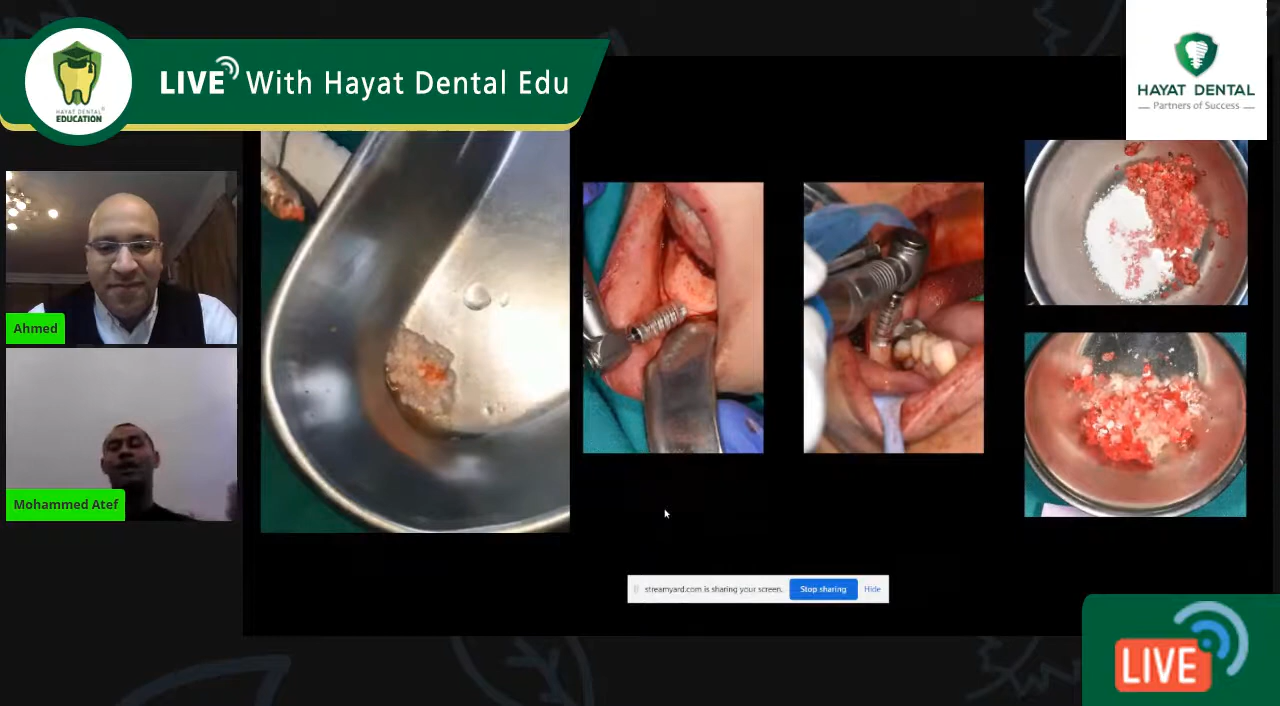 LIVE With Hayat Dental Edu
HAYAT DENTAL
EDUCATION
HAYAT DENTAL
Partners of Success
Ahmed
Mohammed Atef
streamyard.com is sharing your screen.
Stop sharing
Hide
LIVE